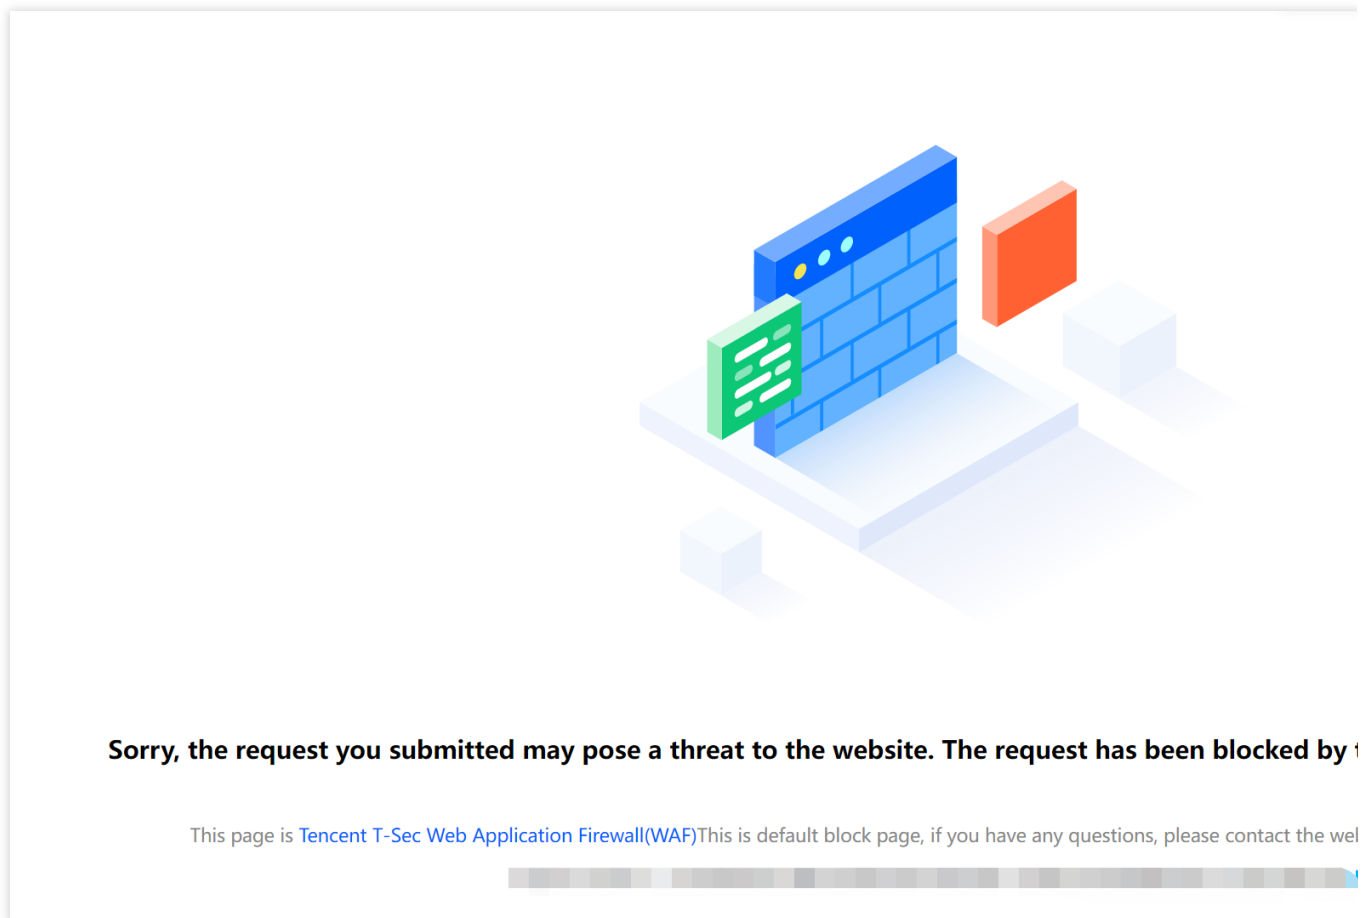 Sorry, the request you submitted may pose a threat to the website. The request has been blocked by
This page is Tencent T-Sec Web Application Firewall(WAF)This is default block page, if you have any questions, please contact the